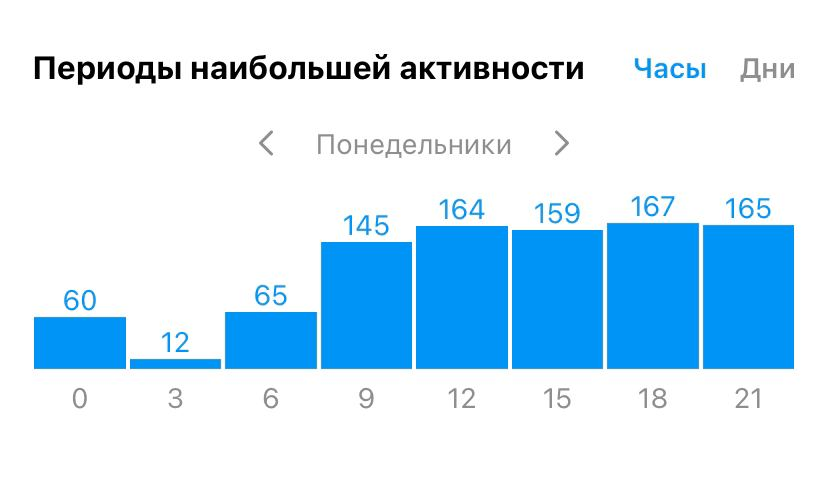 Периоды наибольшей активности Часы Дни
Понедельники
60 12 65 145 164 159 167 165
0 3 6 9 12 15 18 21